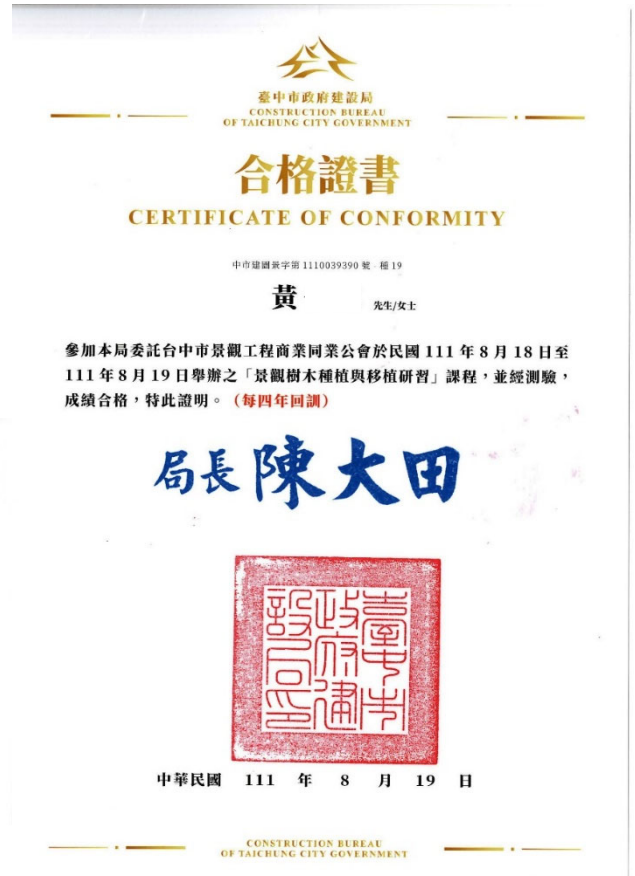 臺中市政府建設局
CONSTRUCTION BUREAU
OF TAICHUNG CITY GOVERNMENT
合格證書
CERTIFICATE OF CONFORMITY
中市建園景字第 1110039390 號 - 種 19
黃 先生/女士
參加本局委託台中市景觀工程商業同業公會於民國 111 年 8 月 18 日至
111 年 8 月 19 日舉辦之「景觀樹木種植與移植研習」課程，並經測驗，
成績合格，特此證明。（每四年回訓）
局長 陳大田
臺中市政府建設局印
中華民國 111 年 8 月 19 日
CONSTRUCTION BUREAU
OF TAICHUNG CITY GOVERNMENT